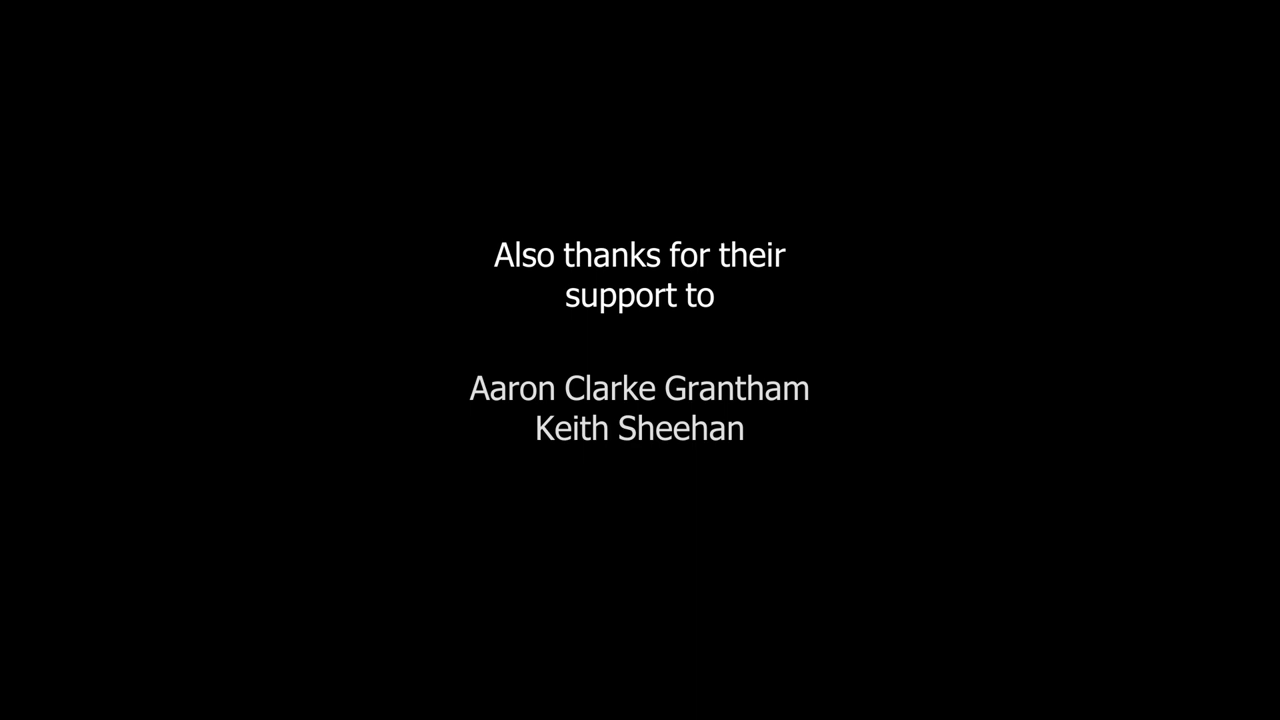 Also thanks for their
support to
Aaron Clarke Grantham
Keith Sheehan